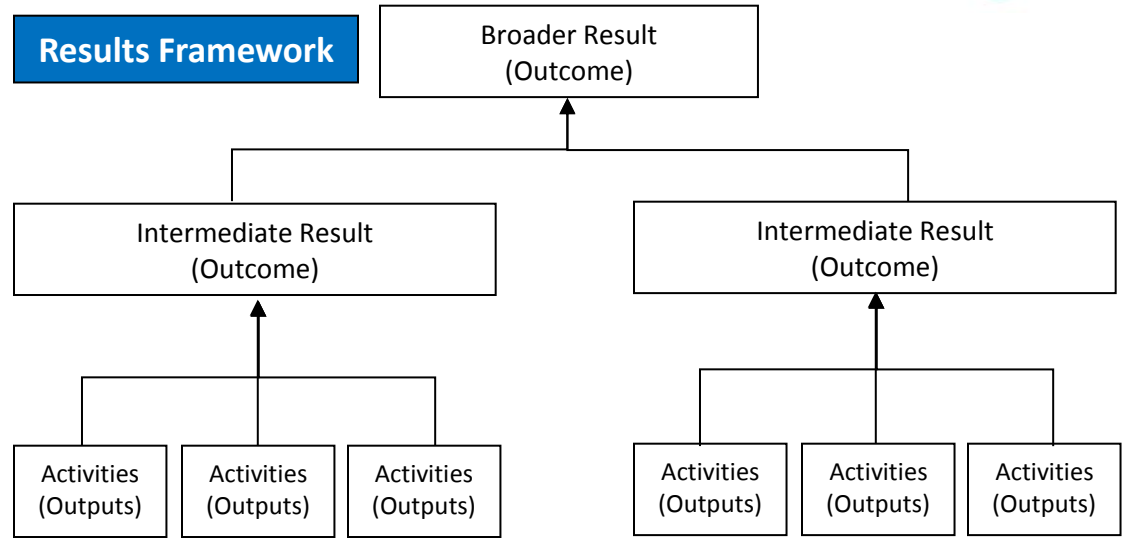 Results Framework
Broader Result
(Outcome)
Intermediate Result
(Outcome)
Intermediate Result
(Outcome)
Activities
(Outputs)
Activities
(Outputs)
Activities
(Outputs)
Activities
(Outputs)
Activities
(Outputs)
Activities
(Outputs)